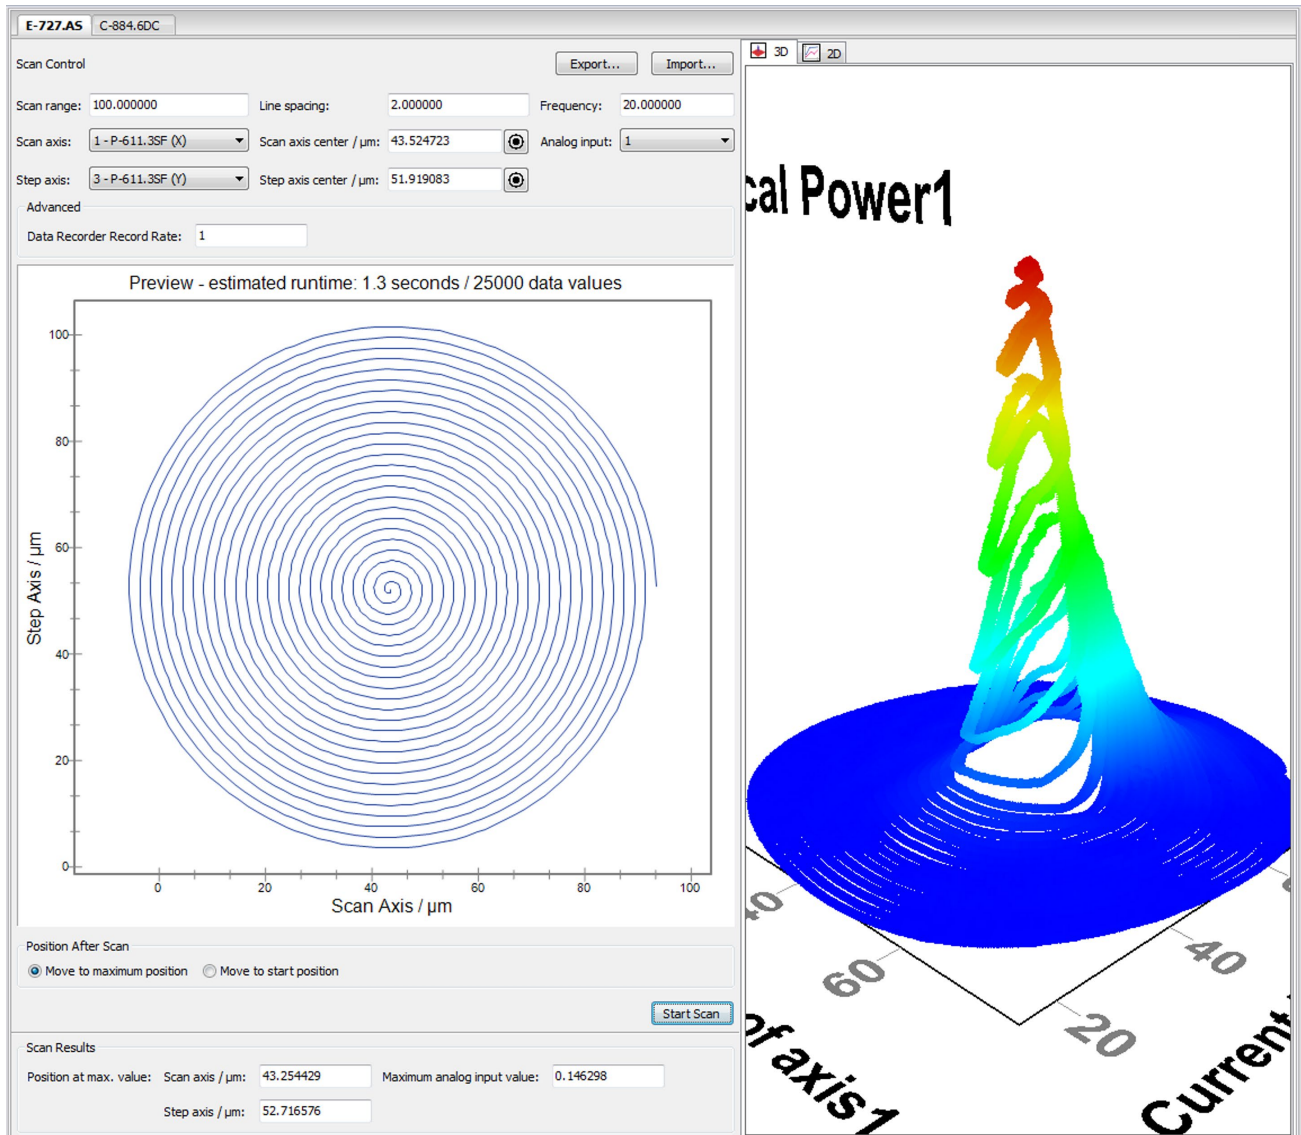 E-727.AS C-884.6DC
Scan Control Export... Import...
Scan range: 100.000000 Line spacing: 2.000000 Frequency: 20.000000
Scan axis: 1 - P-611.3SF (X) Scan axis center / µm: 43.524723 Analog input: 1
Step axis: 3 - P-611.3SF (Y) Step axis center / µm: 51.919083
Advanced
Data Recorder Record Rate: 1
Preview - estimated runtime: 1.3 seconds / 25000 data values
100
80
60
40
20
0
Step Axis / µm
0 20 40 60 80 100
Scan Axis / µm
Position After Scan
Move to maximum position Move to start position
Start Scan
Scan Results
Position at max. value: Scan axis / µm: 43.254429 Maximum analog input value: 0.146298
Step axis / µm: 52.716576
3D 2D
cal Power1
60
40
20
of axis1
Current